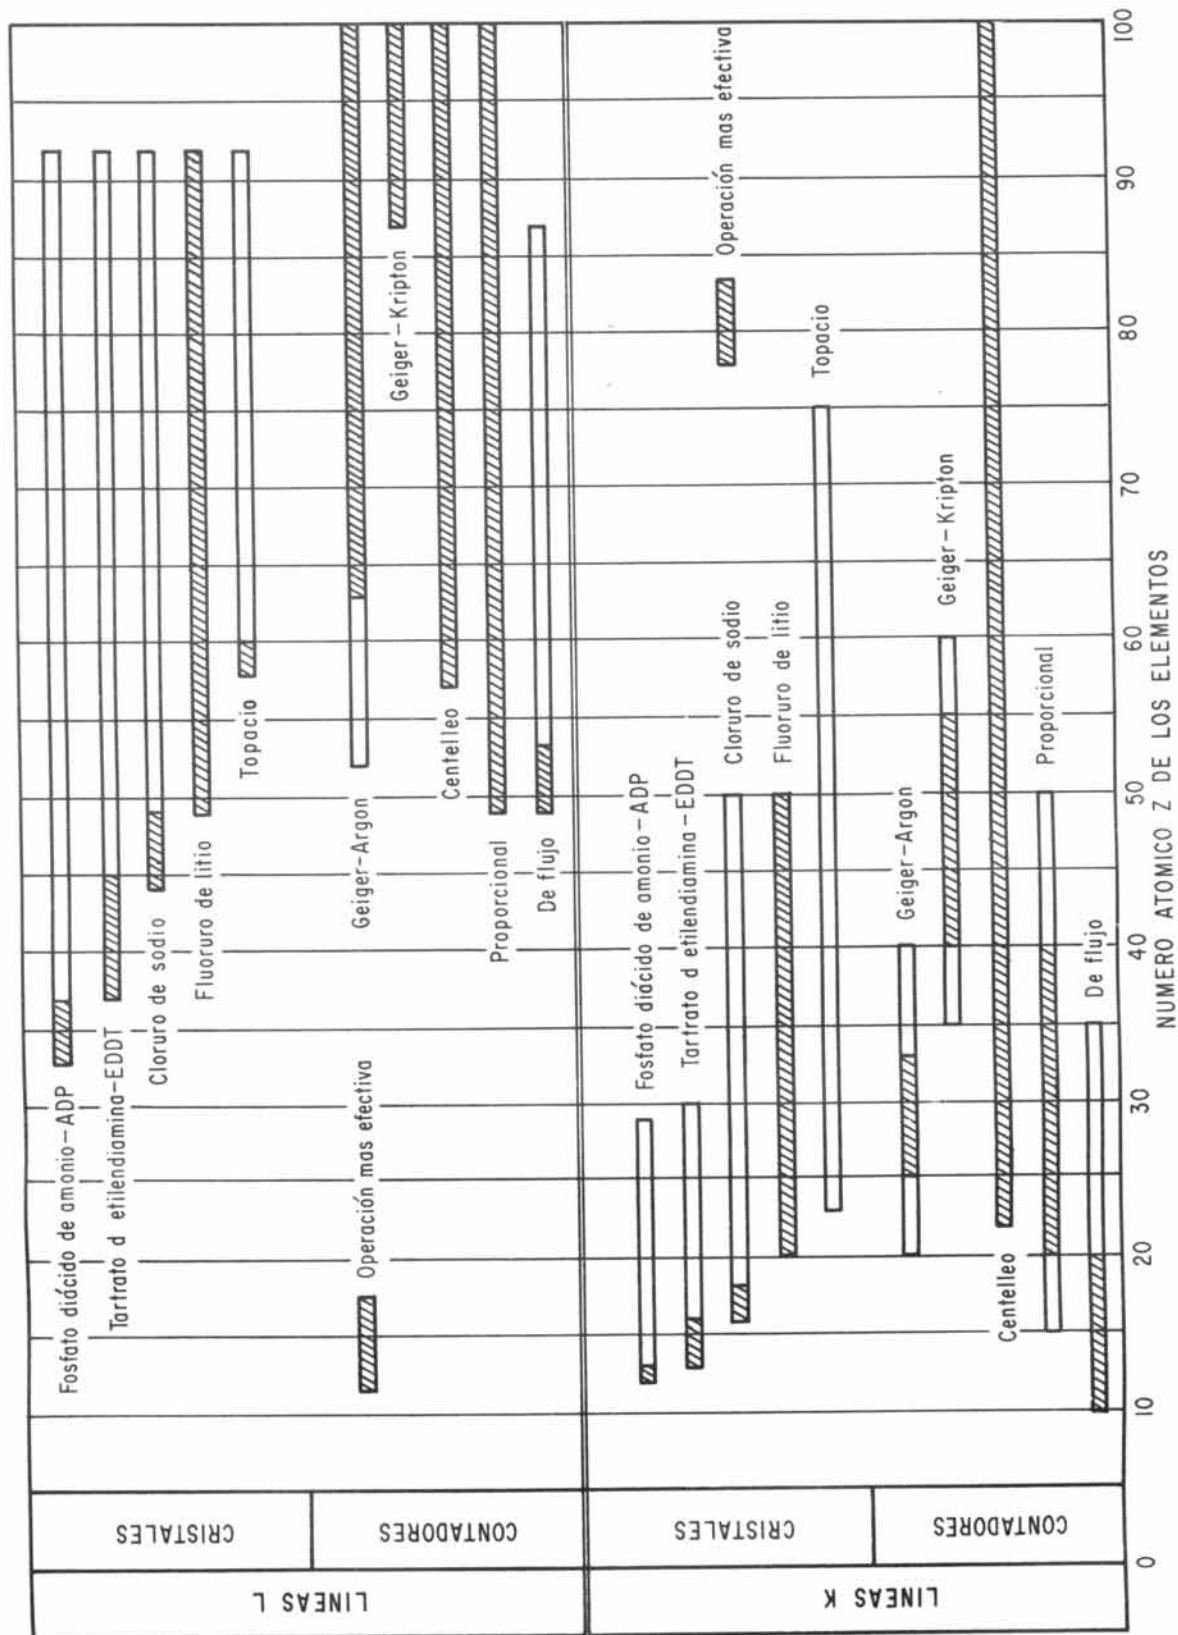 LINEAS L
CRISTALES
Fosfato diácido de amonio-ADP
Tartrato d etilendiamina-EDDT
Cloruro de sodio
Fluoruro de litio
Topacio
CONTADORES
Operación mas efectiva
Geiger-Argon
Geiger-Kripton
Centelleo
Proporcional
De flujo
LINEAS K
CRISTALES
Fosfato diácido de amonio-ADP
Tartrato d etilendiamina-EDDT
Cloruro de sodio
Operación mas efectiva
Fluoruro de litio
Topacio
CONTADORES
Geiger-Argon
Geiger-Kripton
Centelleo
Proporcional
De flujo
0 10 20 30 40 50 60 70 80 90 100
NUMERO ATOMICO Z DE LOS ELEMENTOS